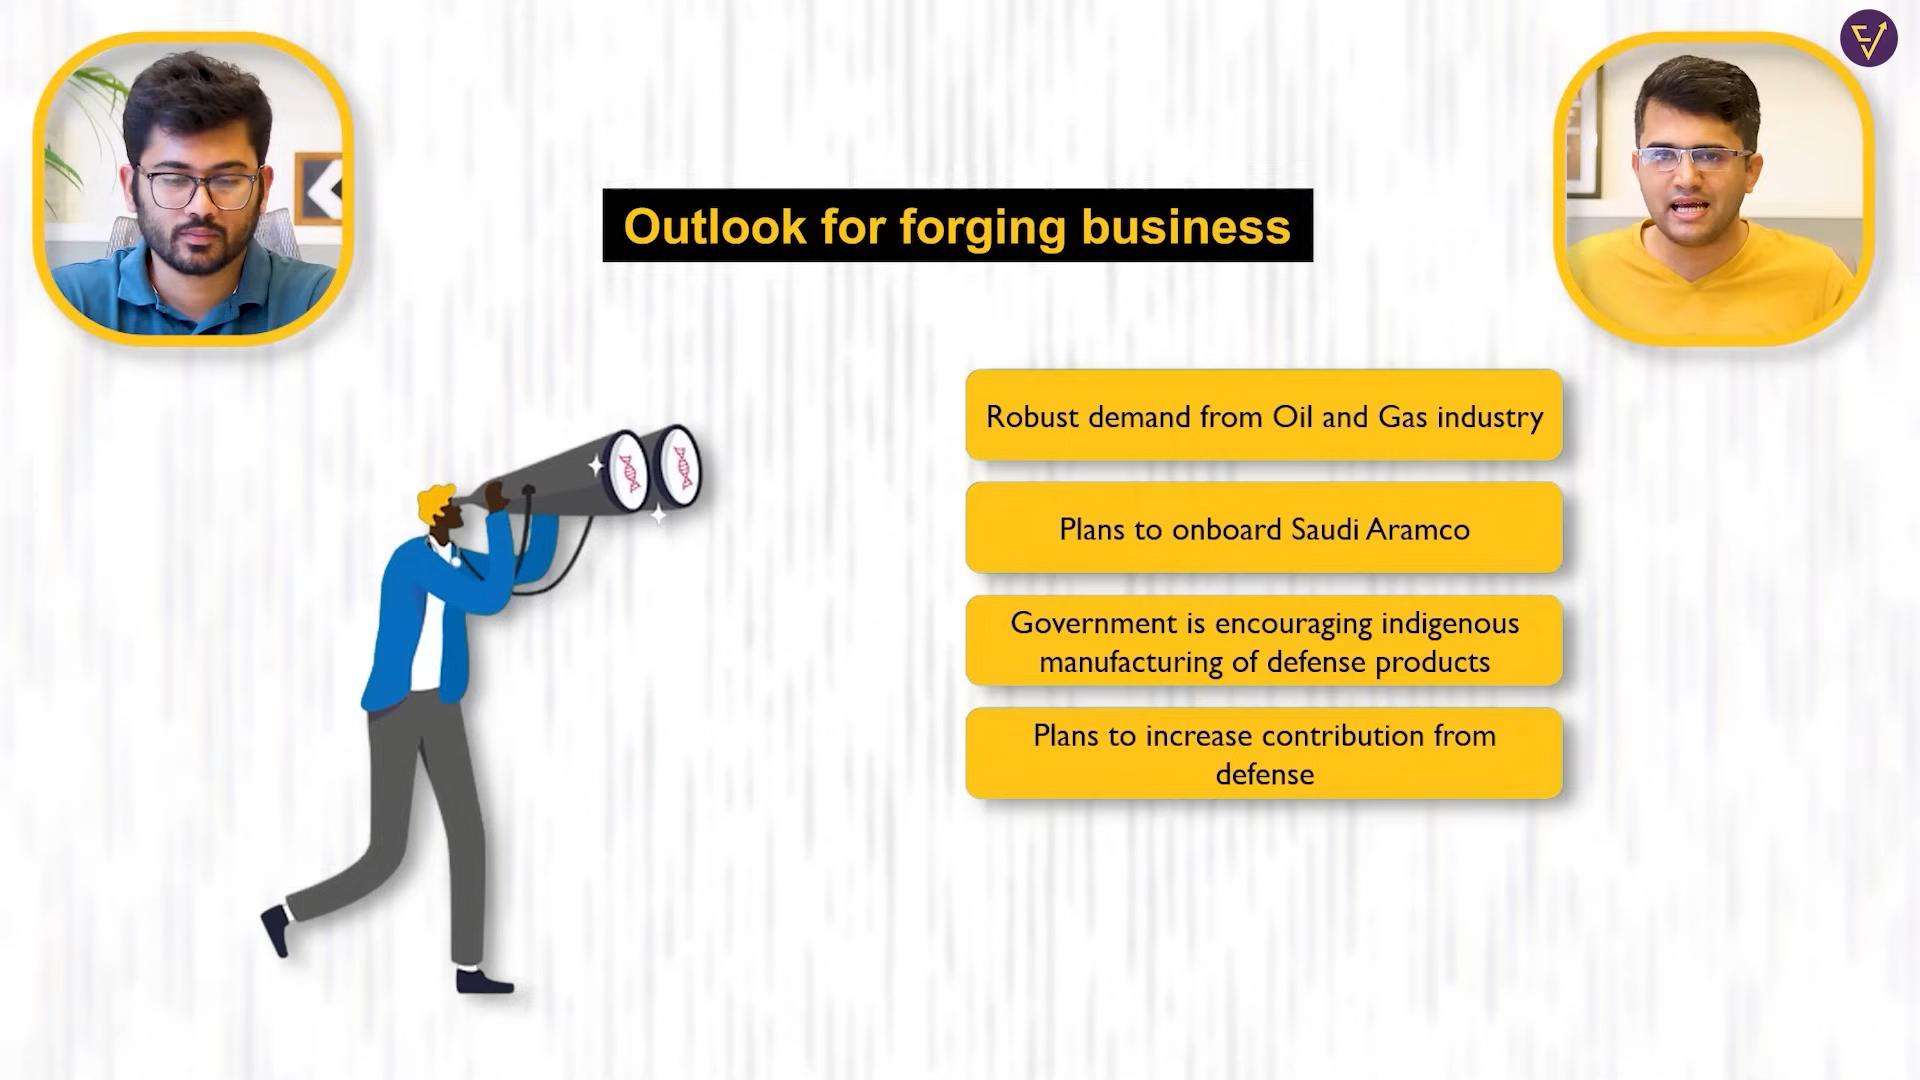 Outlook for forging business
Robust demand from Oil and Gas industry
Plans to onboard Saudi Aramco
Government is encouraging indigenous
manufacturing of defense products
Plans to increase contribution from
defense